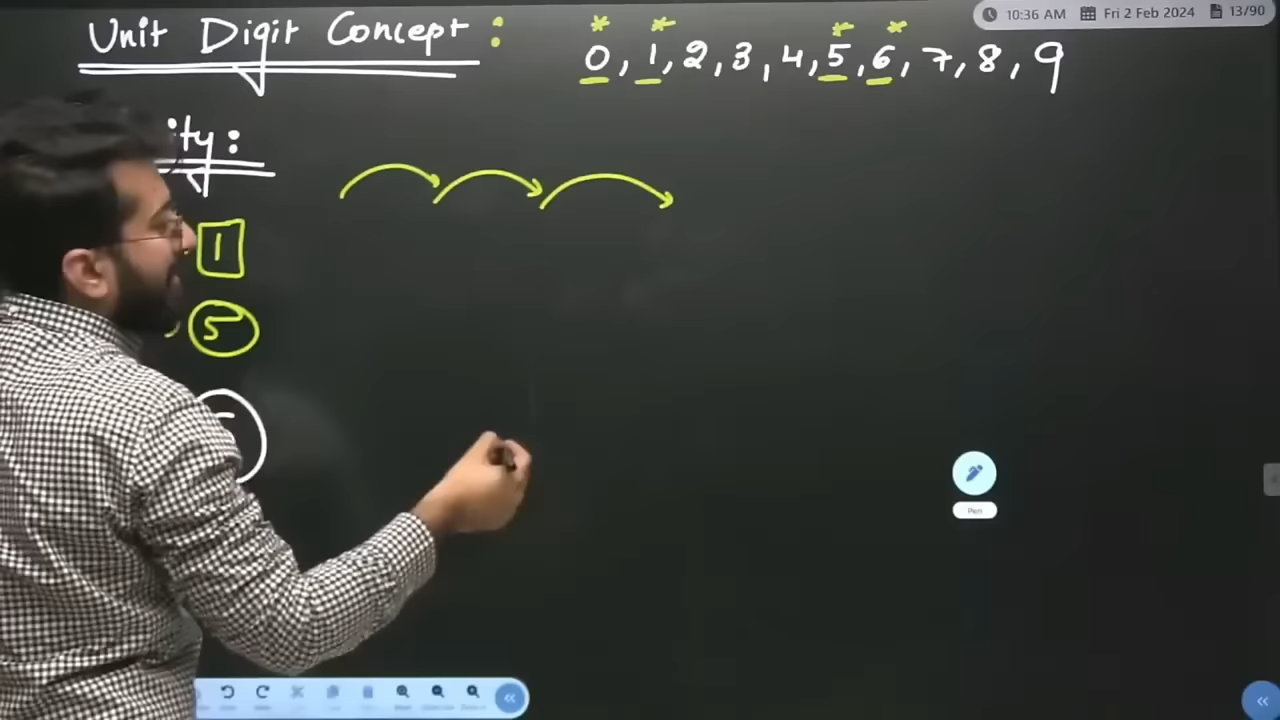 10:36 AM Fri 2 Feb 2024 13/90
Unit Digit Concept : 0, 1, 2, 3, 4, 5, 6, 7, 8, 9
1
5
Pen